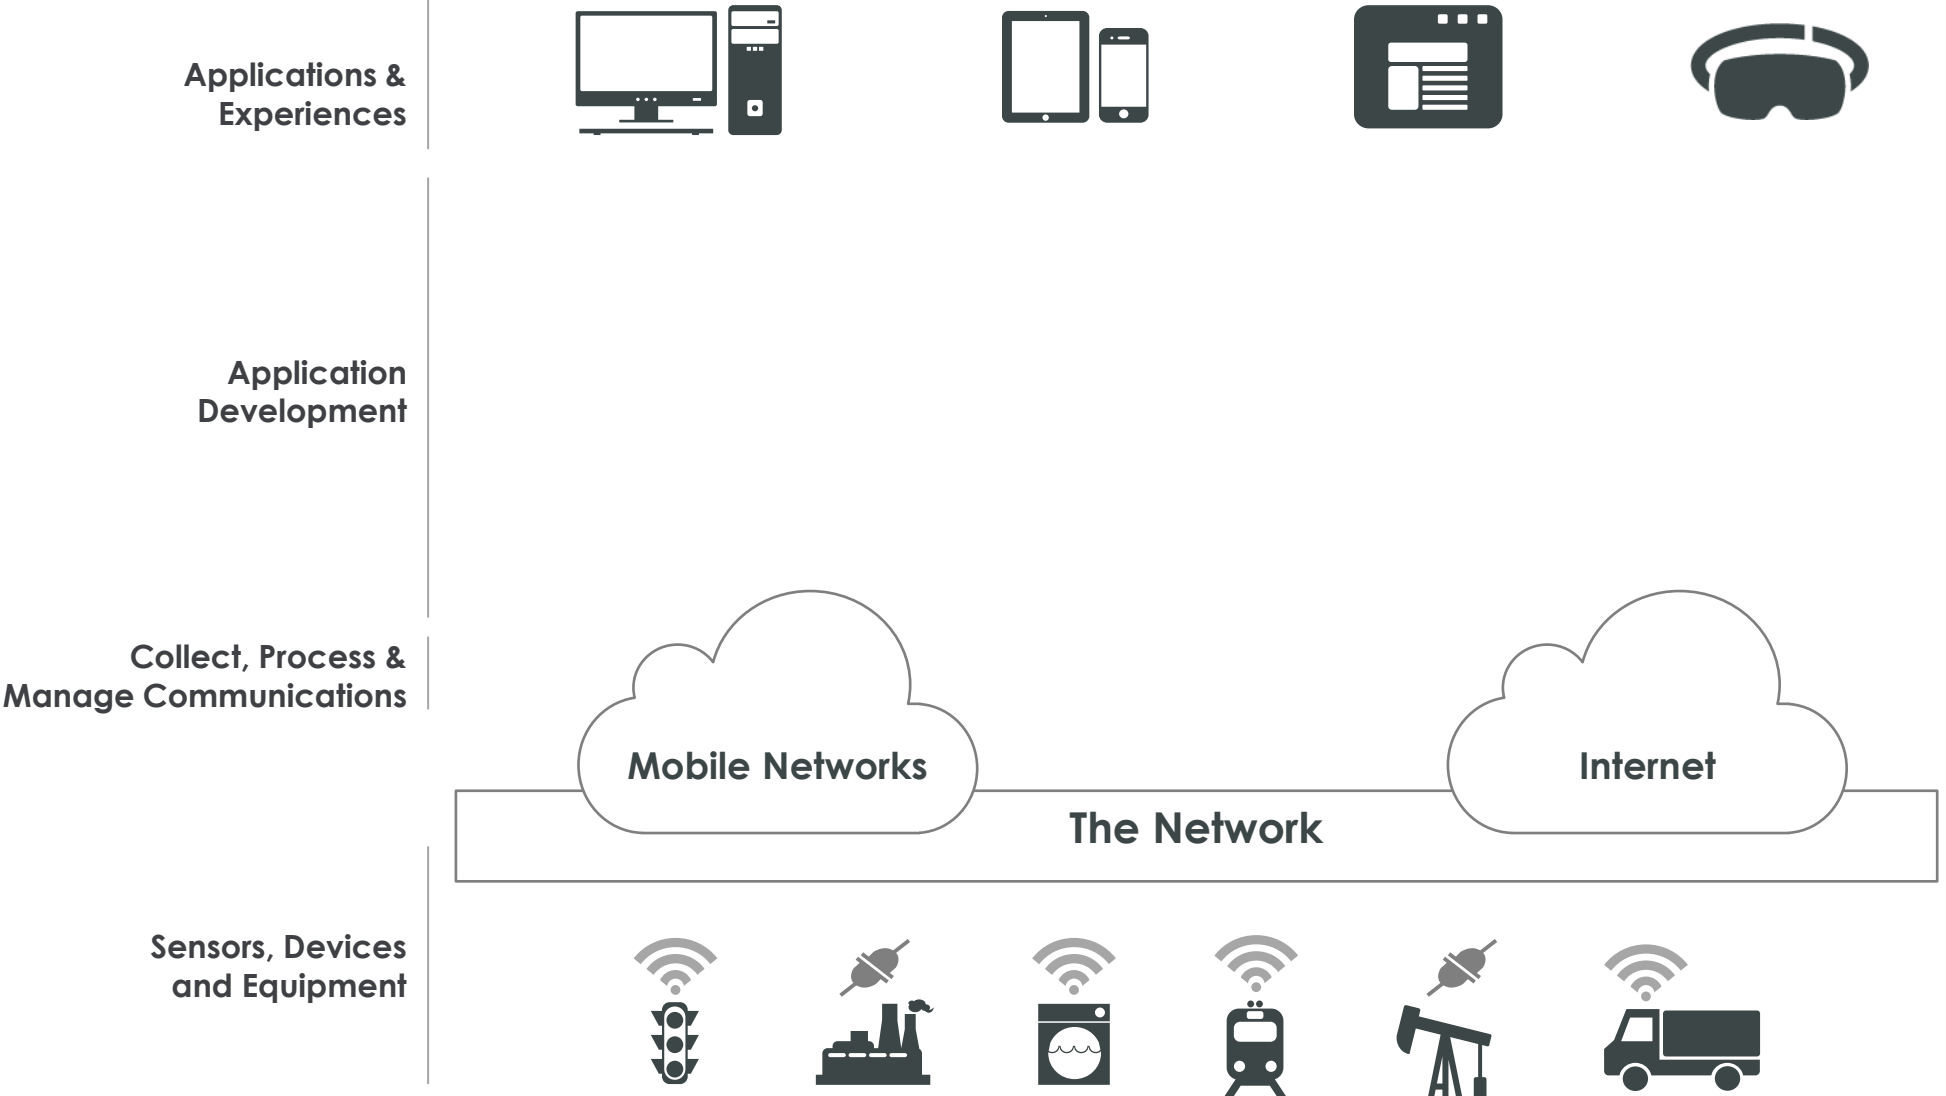 Applications &
Experiences
Application
Development
Collect, Process &
Manage Communications
Mobile Networks
Internet
The Network
Sensors, Devices
and Equipment